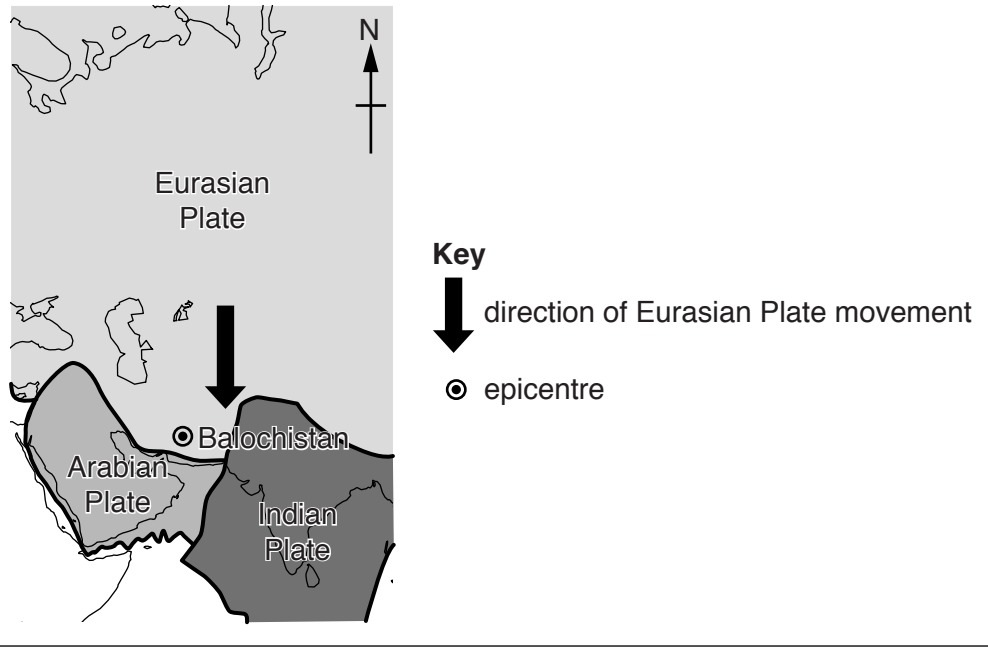 N
Eurasian
Plate
Key
direction of Eurasian Plate movement
epicentre
Balochistan
Arabian
Plate
Indian
Plate